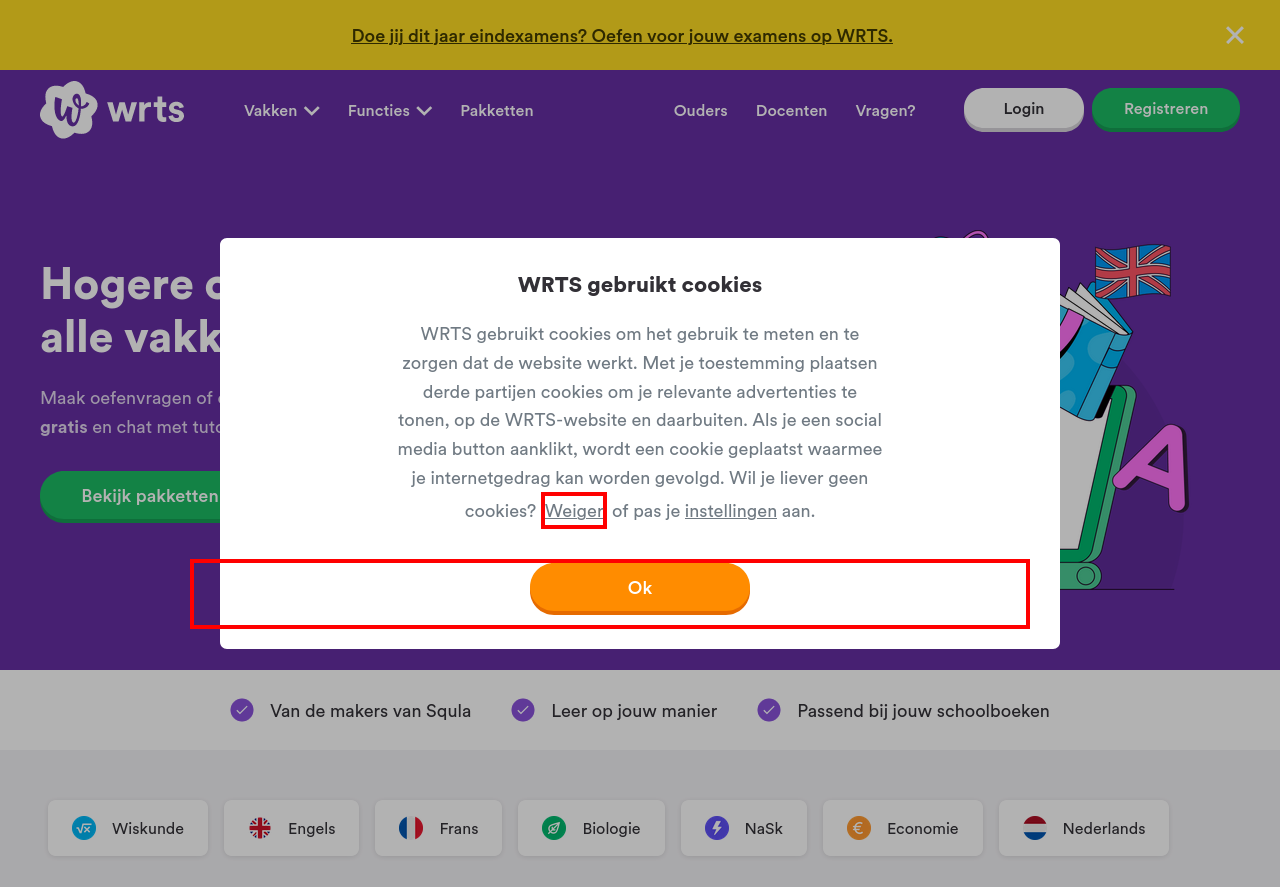 Doe jij dit jaar eindexamens? Oefen voor jouw examens op WRTS.
wrts
Vakken
Functies
Pakketten
Ouders
Docenten
Vragen?
Login
Registreren
Hogere
alle vakk
Maak oefenvragen of
gratis en chat met tuto
Bekijk pakketten
WRTS gebruikt cookies
WRTS gebruikt cookies om het gebruik te meten en te
zorgen dat de website werkt. Met je toestemming plaatsen
derde partijen cookies om je relevante advertenties te
tonen, op de WRTS-website en daarbuiten. Als je een social
media button aanklikt, wordt een cookie geplaatst waarmee
je internetgedrag kan worden gevolgd. Wil je liever geen
cookies? Weiger of pas je instellingen aan.
Ok
A
Van de makers van Squla
Leer op jouw manier
Passend bij jouw schoolboeken
Wiskunde
Engels
Frans
Biologie
NaSk
Economie
Nederlands